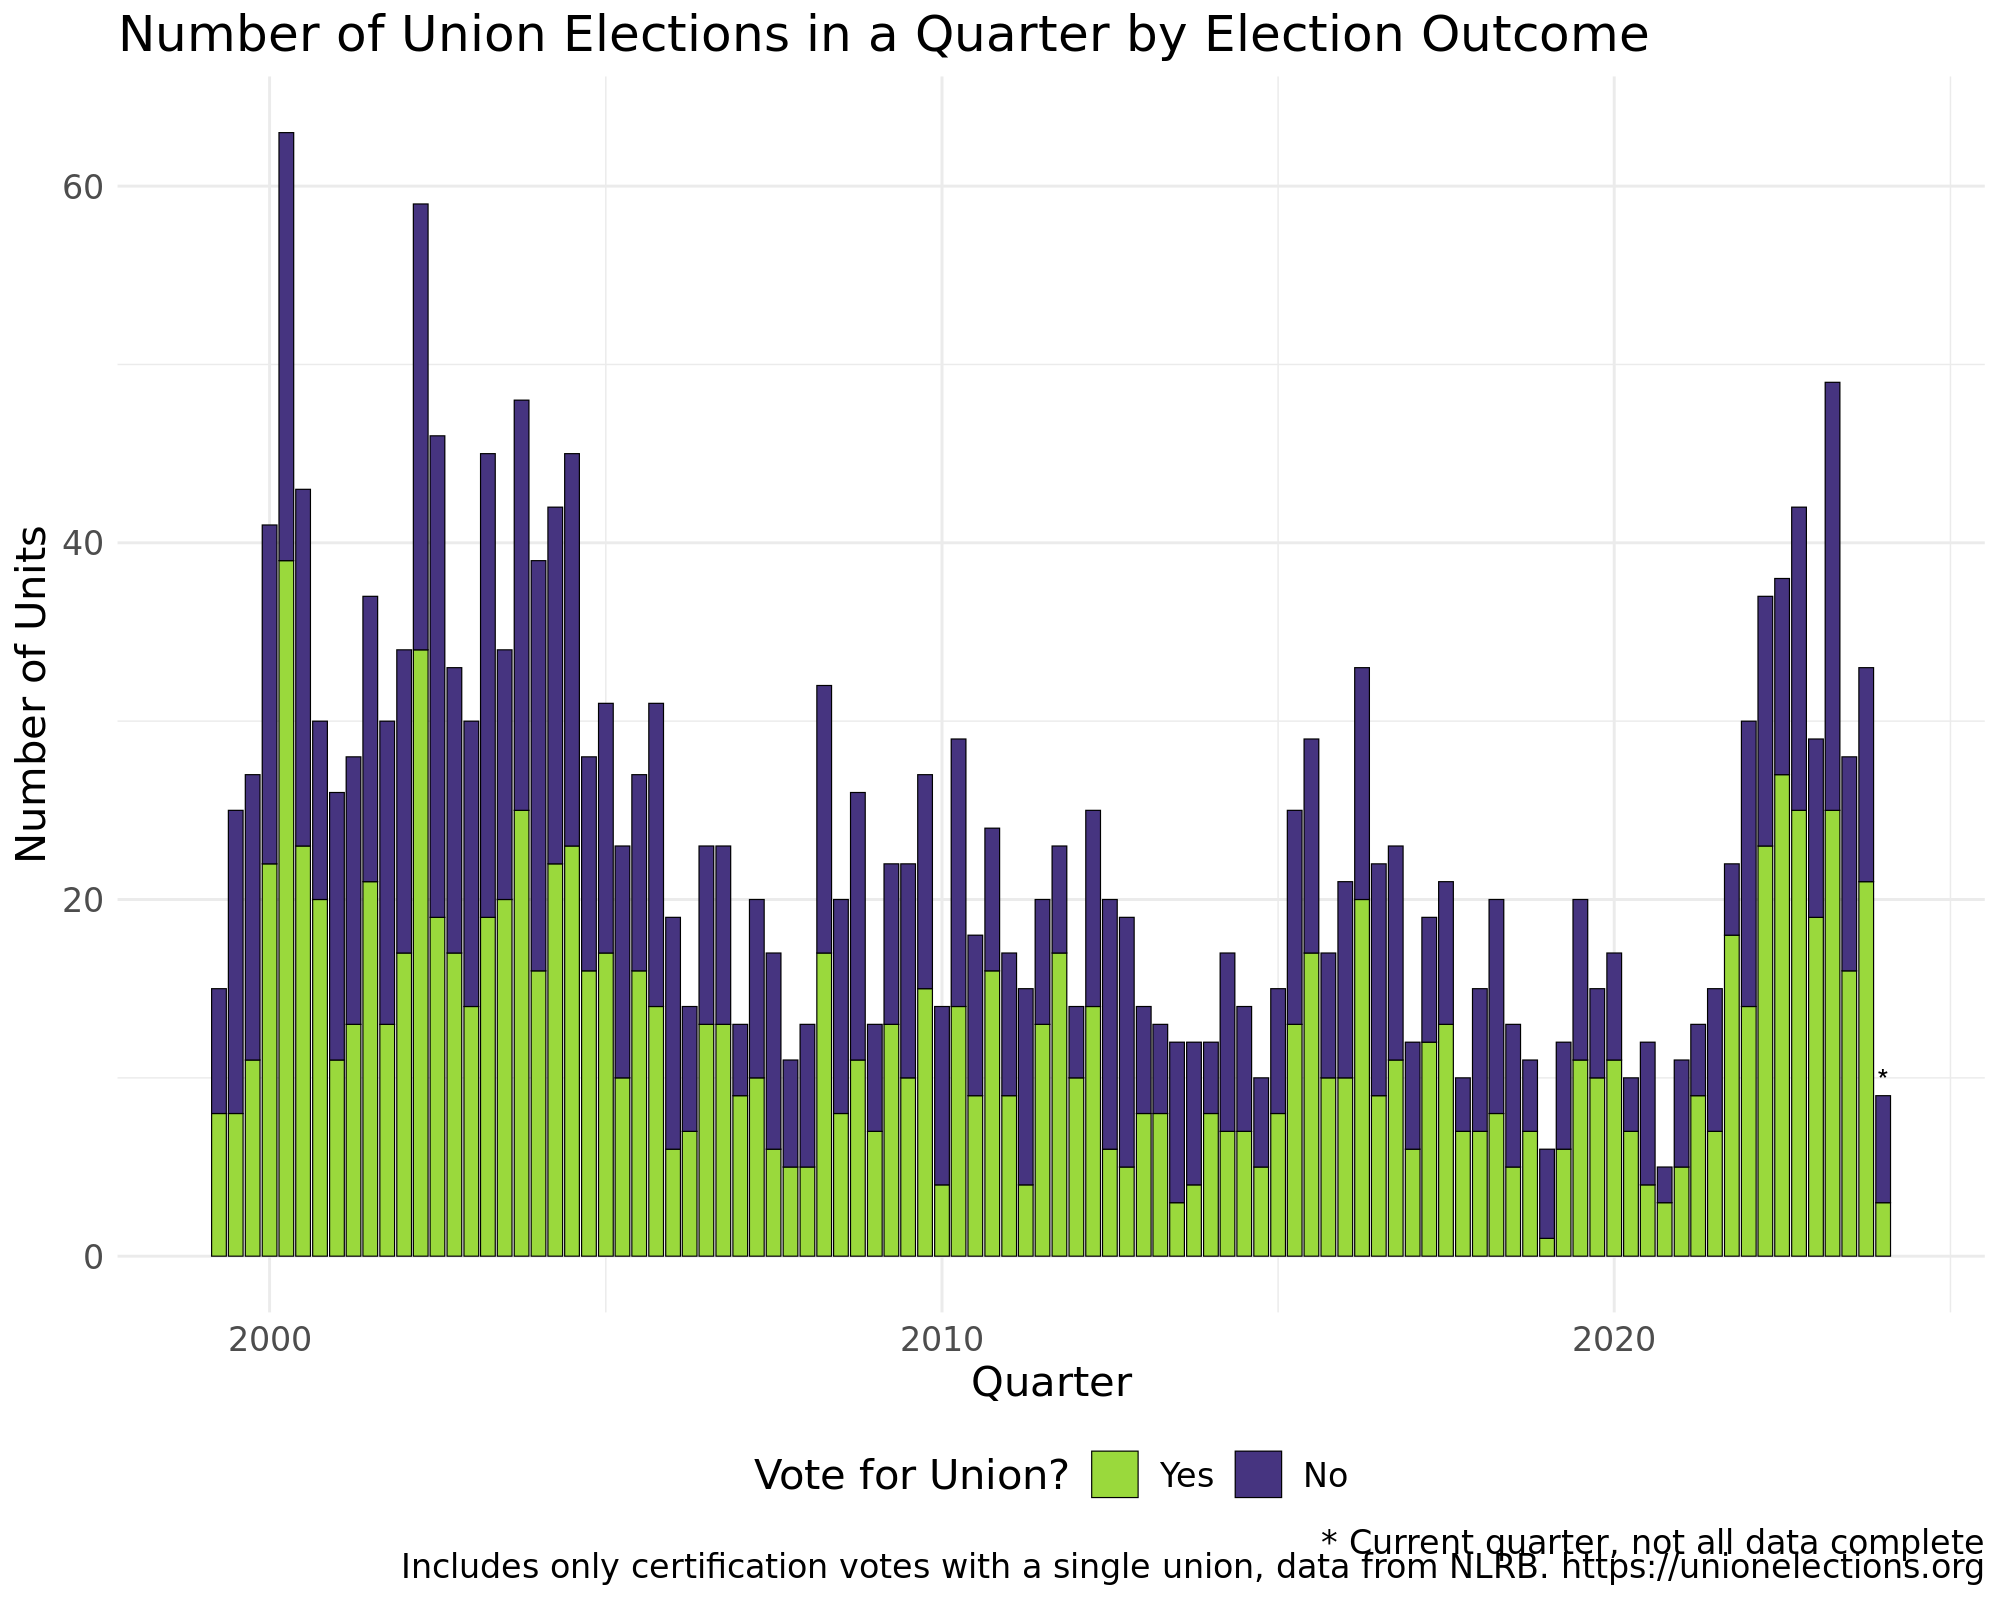 Number of Union Elections in a Quarter by Election Outcome
Number of Units
60
40
20
0
*
2000 2010 2020
Quarter
Vote for Union? Yes No
* Current quarter, not all data complete
Includes only certification votes with a single union, data from NLRB. https://unionelections.org